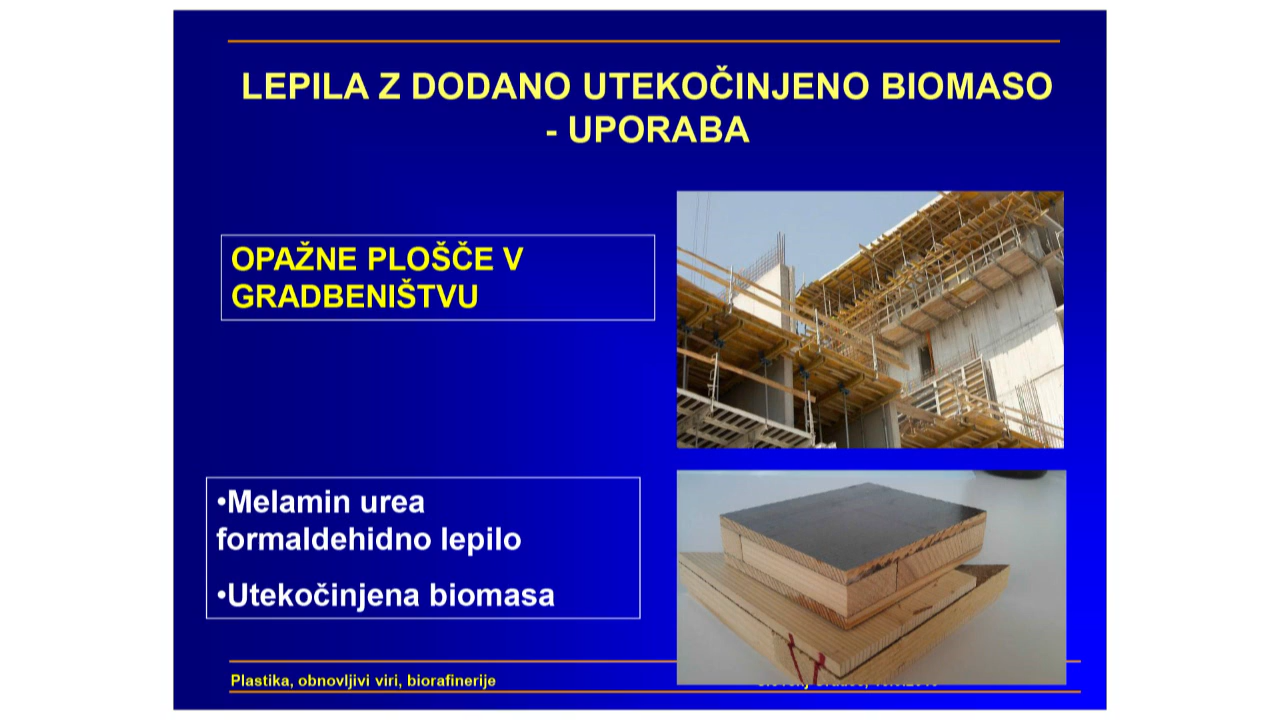 LEPILA Z DODANO UTEKOČINJENO BIOMASO
- UPORABA
OPAŽNE PLOŠČE V
GRADBENIŠTVU
•Melamin urea
formaldehidno lepilo
•Utekočinjena biomasa
Plastika, obnovljivi viri, biorafinerije